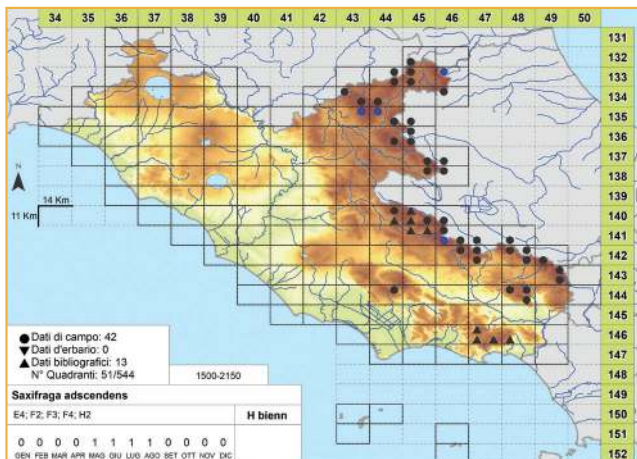 34 35 36 37 38 39 40 41 42 43 44 45 46 47 48 49 50
131
132
133
134
135
136
137
138
139
140
141
142
143
144
145
146
147
148
149
150
151
152
N
14 Km
11 Km
Dati di campo: 42
Dati d'erbario: 0
Dati bibliografici: 13
N° Quadranti: 51/544
1500-2150
Saxifraga adscendens
E4; F2; F3; F4; H2
H bienn
0 0 0 0 1 1 1 1 0 0 0 0
GEN FEB MAR APR MAG GIU LUG AGO SET OTT NOV DIC